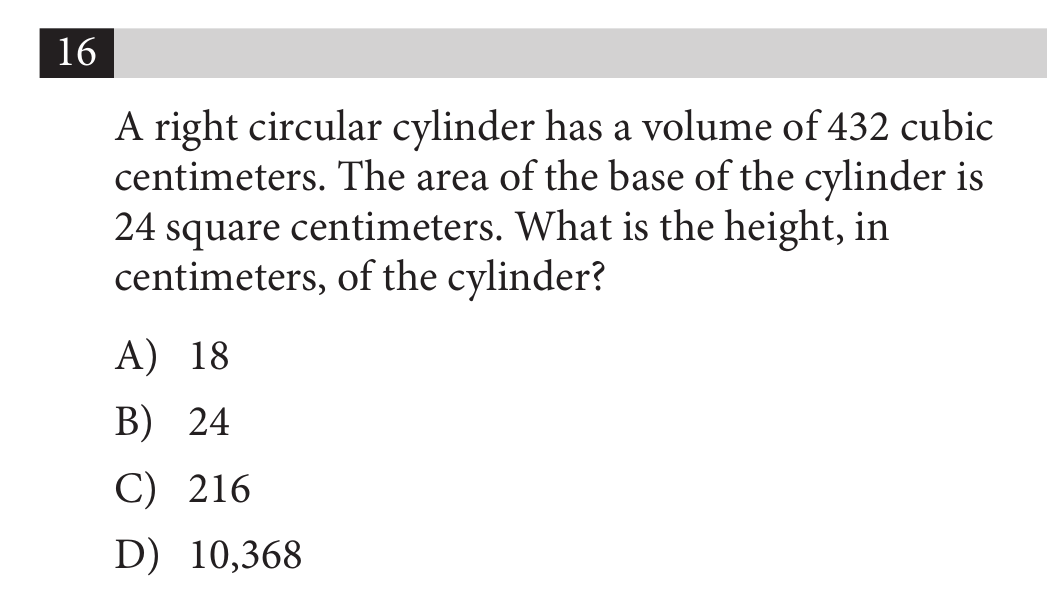 16
A right circular cylinder has a volume of 432 cubic
centimeters. The area of the base of the cylinder is
24 square centimeters. What is the height, in
centimeters, of the cylinder?
A) 18
B) 24
C) 216
D) 10,368